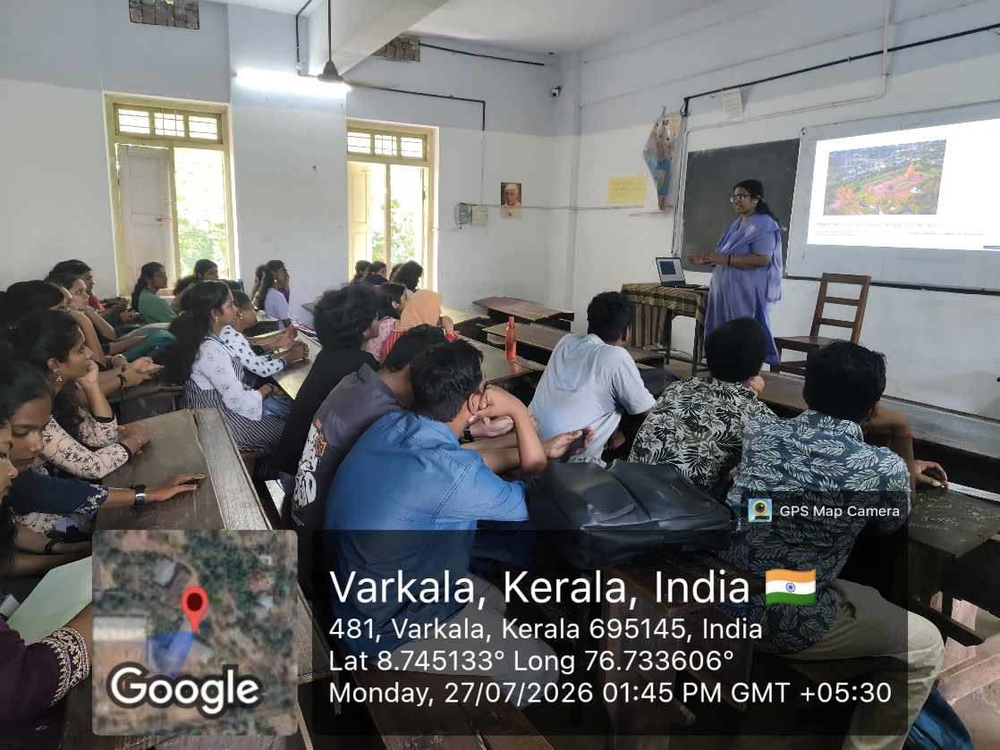 GPS Map Camera
Varkala, Kerala, India
481, Varkala, Kerala 695145, India
Lat 8.745133° Long 76.733606°
Monday, 27/07/2026 01:45 PM GMT +05:30
Google